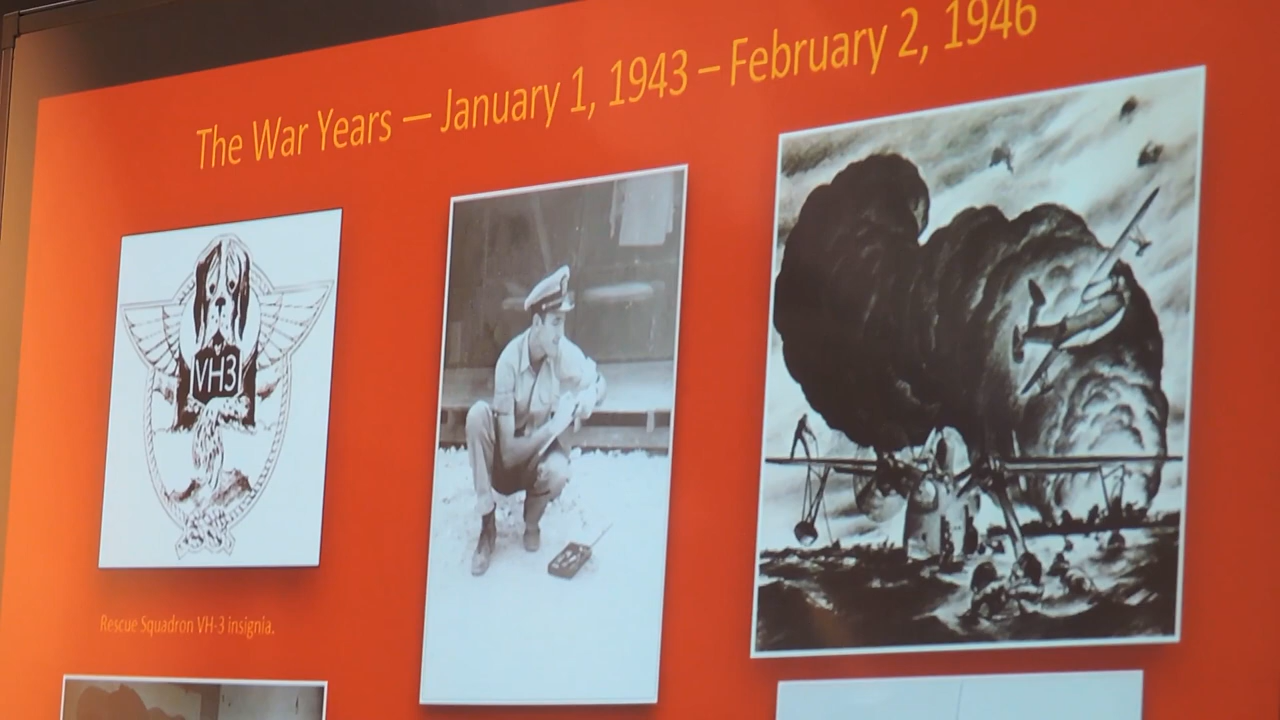 The War Years — January 1, 1943 – February 2, 1946
VH3
Rescue Squadron VH-3 insignia.